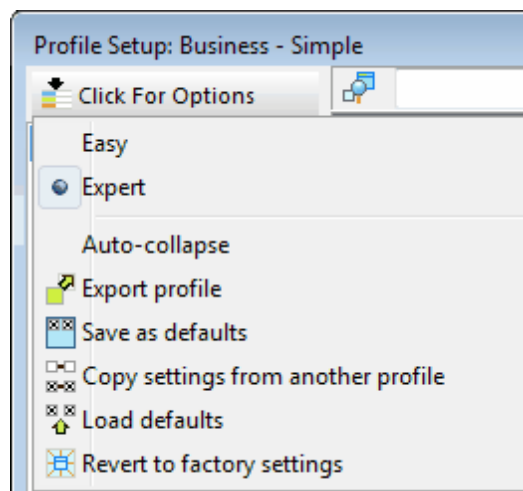 Profile Setup: Business - Simple
Click For Options
Easy
Expert
Auto-collapse
Export profile
Save as defaults
Copy settings from another profile
Load defaults
Revert to factory settings